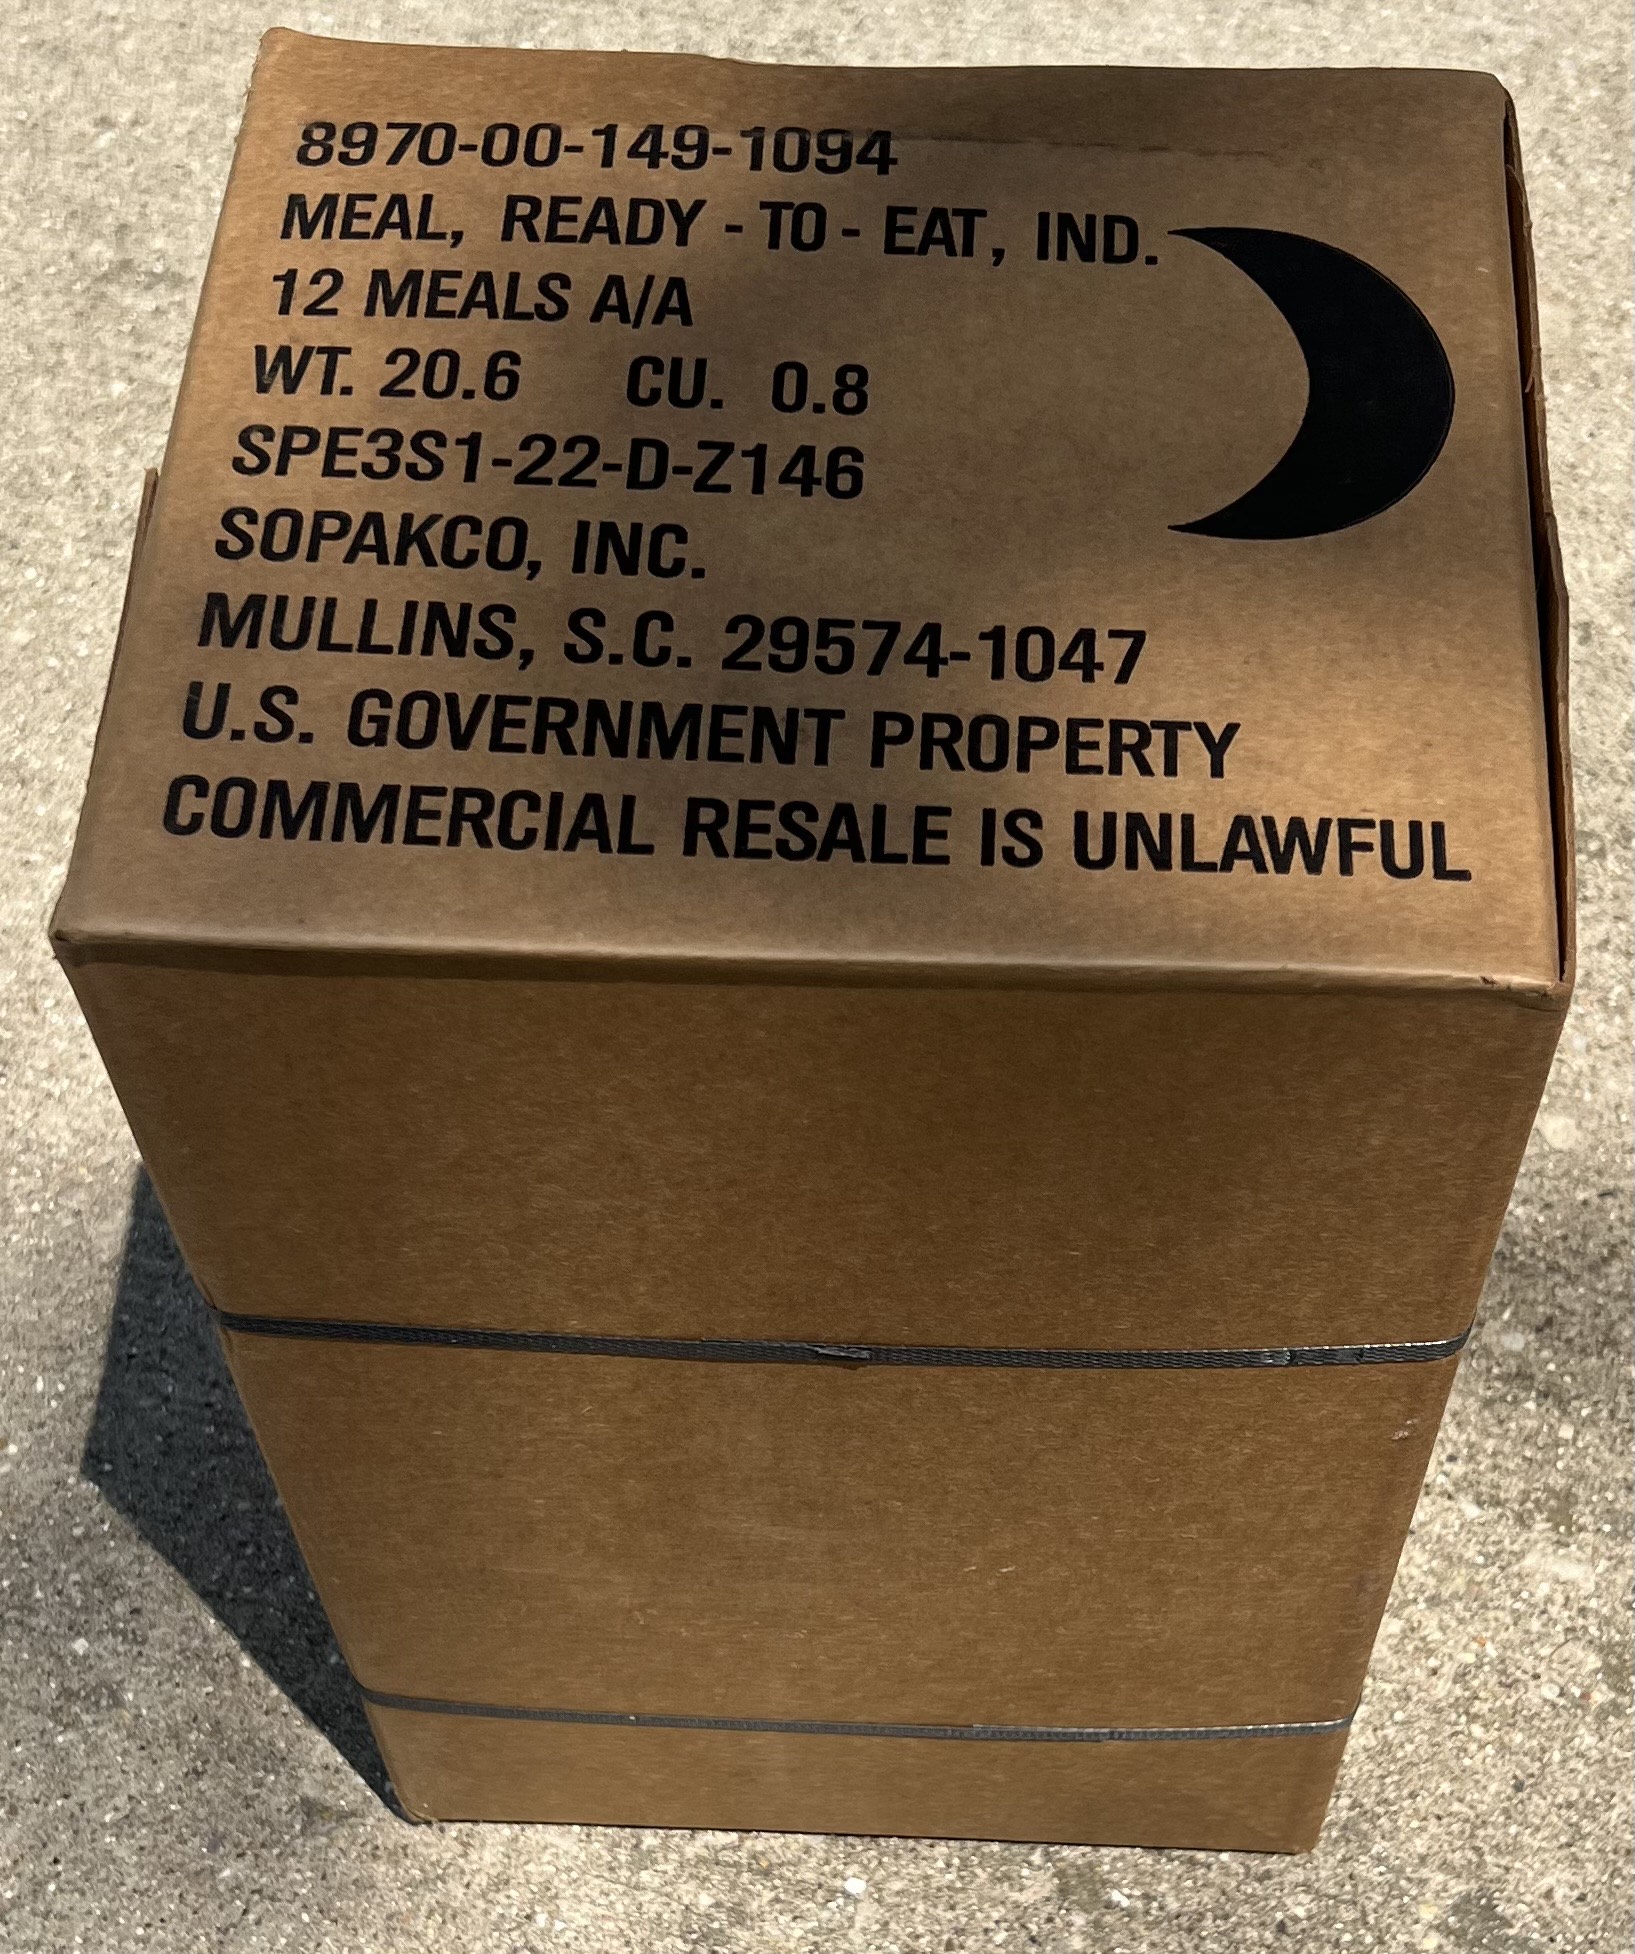 8970-00-149-1094
MEAL, READY - TO - EAT, IND.
12 MEALS A/A
WT. 20.6 CU. 0.8
SPE3S1-22-D-Z146
SOPAKCO, INC.
MULLINS, S.C. 29574-1047
U.S. GOVERNMENT PROPERTY
COMMERCIAL RESALE IS UNLAWFUL